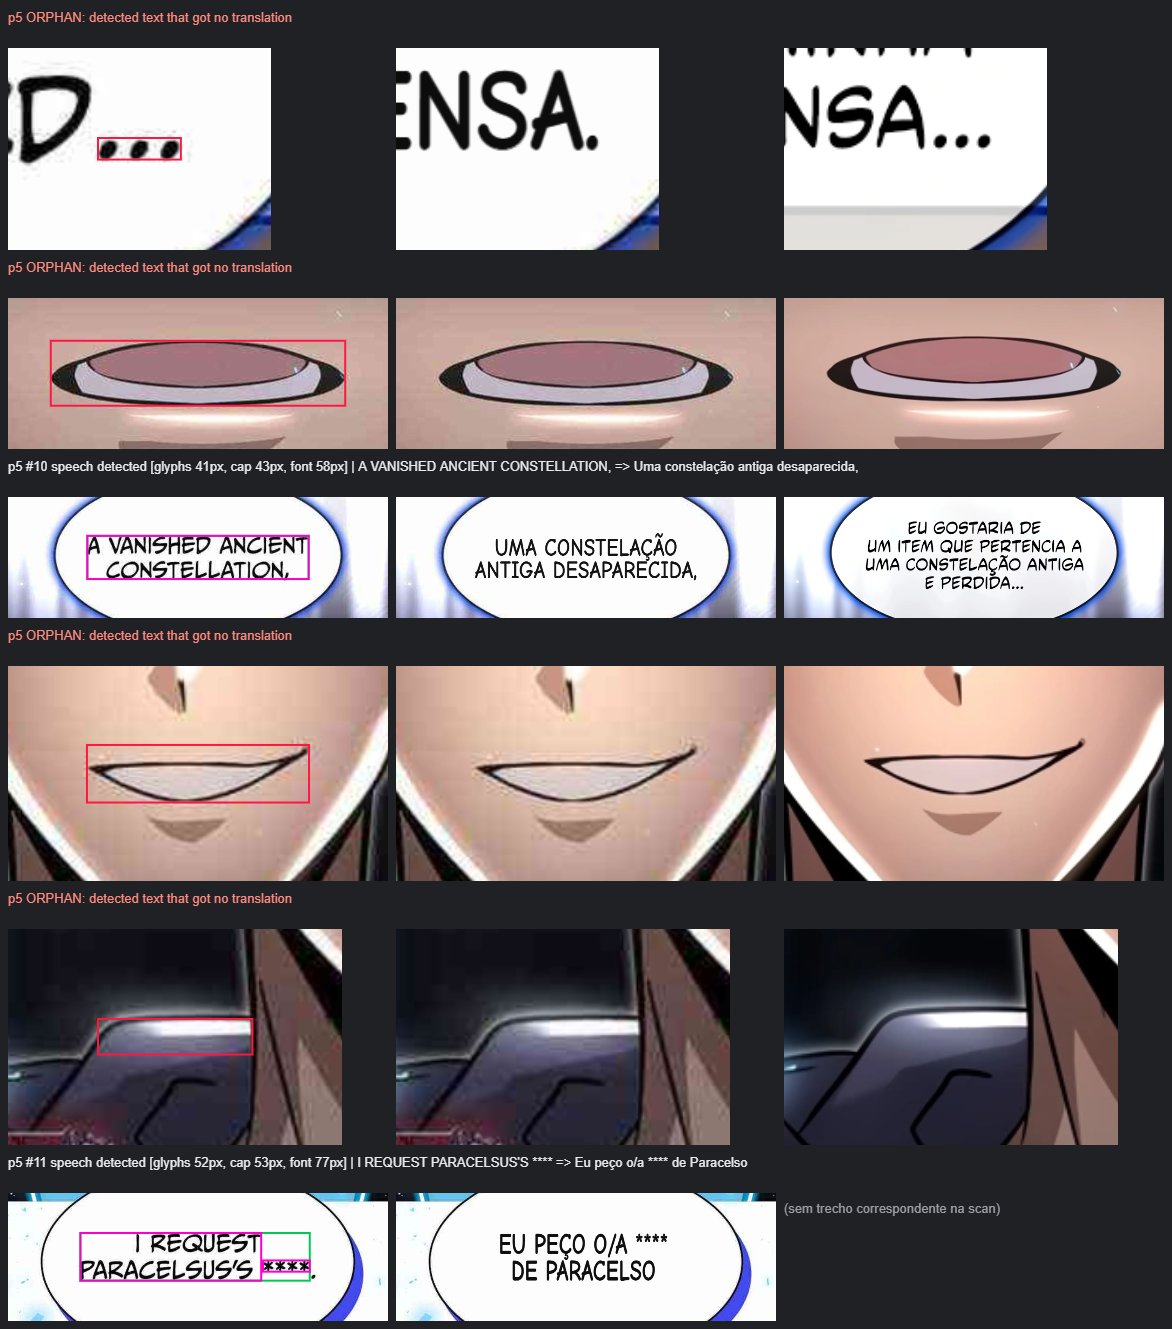 p5 ORPHAN: detected text that got no translation
D...
ENSA.
NSA...
p5 ORPHAN: detected text that got no translation
p5 #10 speech detected [glyphs 41px, cap 43px, font 58px] | A VANISHED ANCIENT CONSTELLATION, => Uma constelação antiga desaparecida,
A VANISHED ANCIENT
CONSTELLATION,
UMA CONSTELAÇÃO
ANTIGA DESAPARECIDA,
EU GOSTARIA DE
UM ITEM QUE PERTENCIA A
UMA CONSTELAÇÃO ANTIGA
E PERDIDA...
p5 ORPHAN: detected text that got no translation
p5 ORPHAN: detected text that got no translation
p5 #11 speech detected [glyphs 52px, cap 53px, font 77px] | I REQUEST PARACELSUS'S **** => Eu peço o/a **** de Paracelso
I REQUEST
PARACELSUS'S ****.
EU PEÇO O/A ****
DE PARACELSO
(sem trecho correspondente na scan)